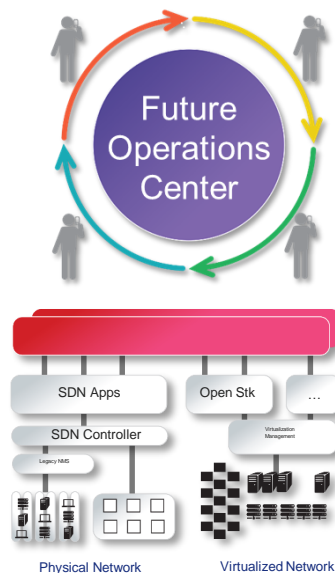 Future
Operations
Center
SDN Apps
Open Stk
...
SDN Controller
Virtualization
Management
Legacy NMS
Physical Network
Virtualized Network